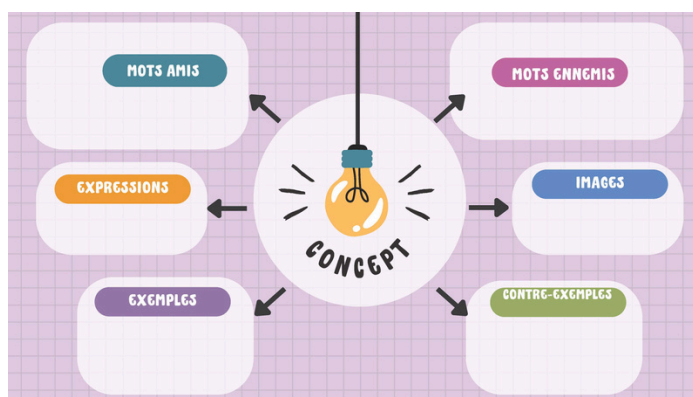 MOTS AMIS
MOTS ENNEMIS
EXPRESSIONS
IMAGES
CONCEPT
EXEMPLES
CONTRE-EXEMPLES